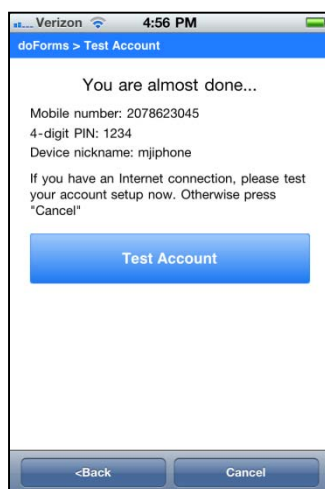 Verizon 4:56 PM
doForms > Test Account
You are almost done...
Mobile number: 2078623045
4-digit PIN: 1234
Device nickname: mjiphone
If you have an Internet connection, please test
your account setup now. Otherwise press
"Cancel"
Test Account
<Back Cancel